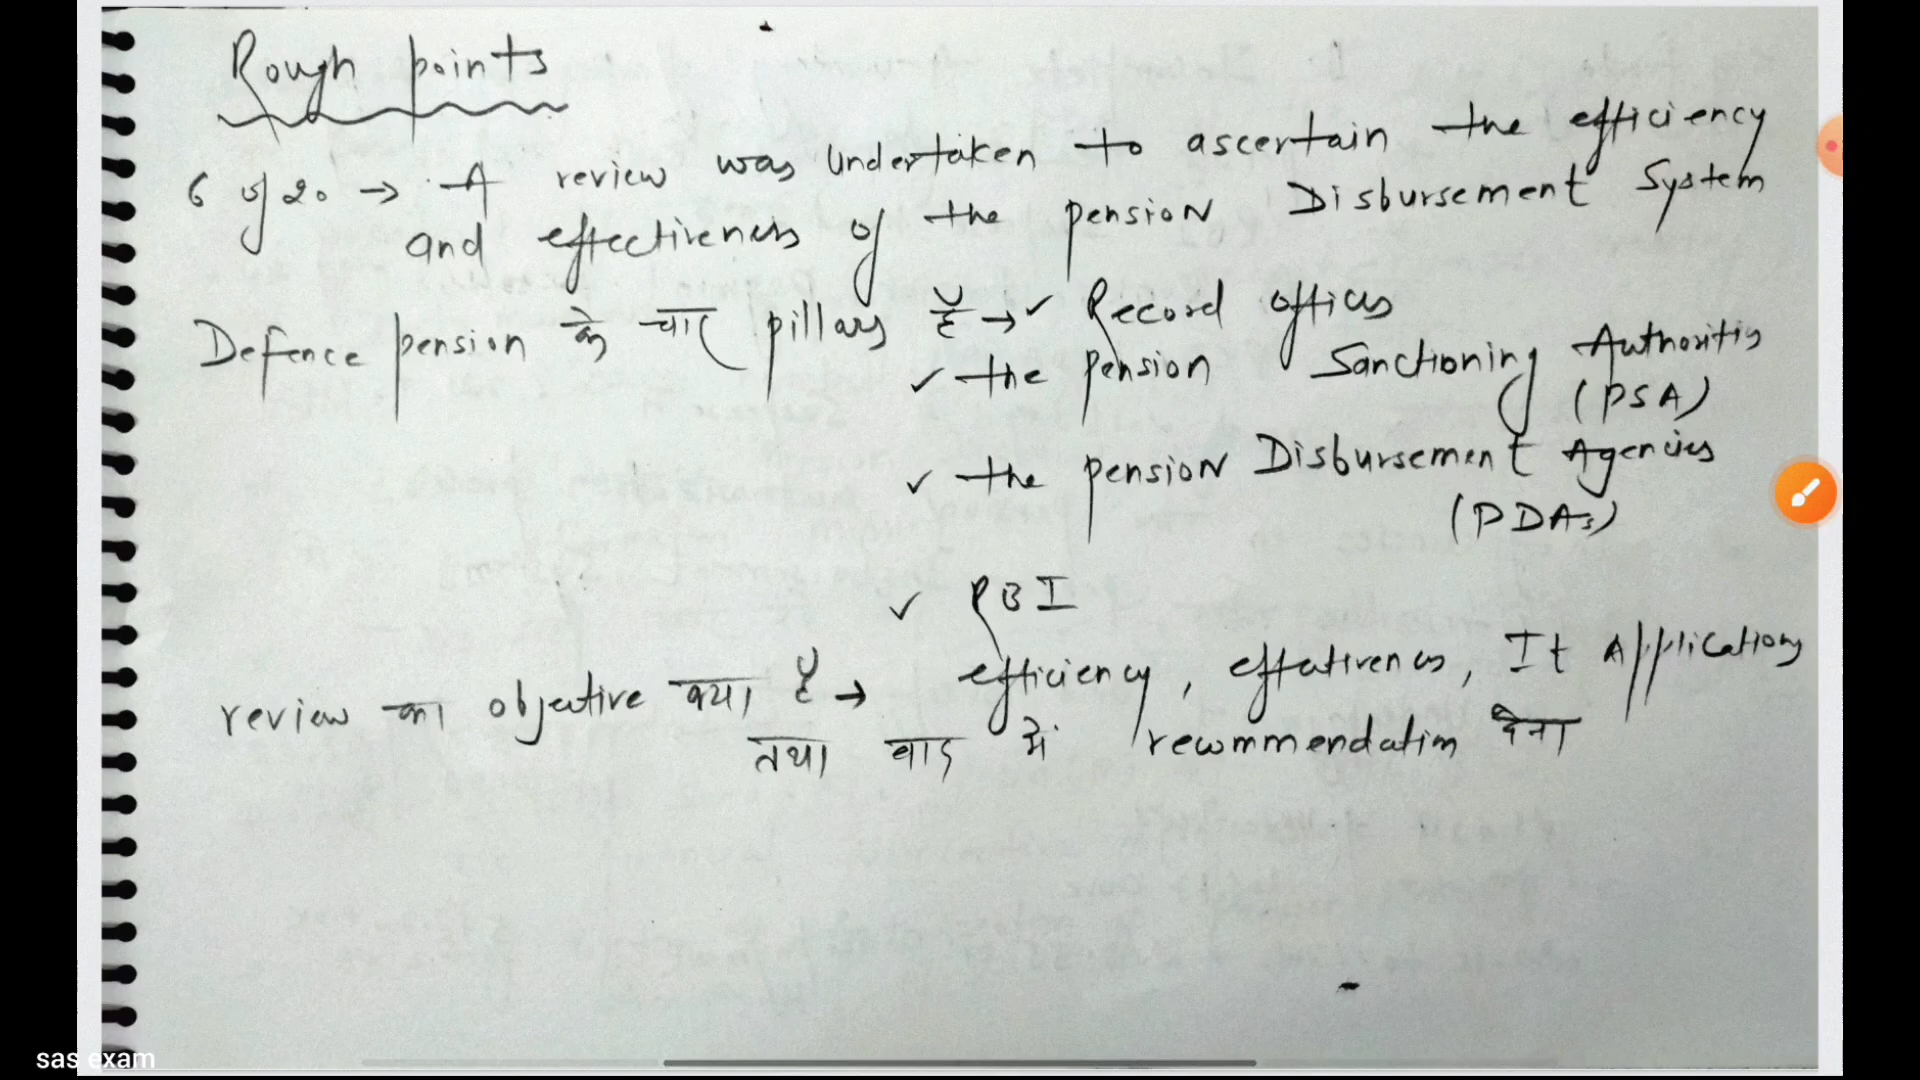 Rough points
6 of 20 → A review was Undertaken to ascertain the efficiency
and effectiveness of the pension Disbursement System
Defence pension के चार pillars हैं → ✓ Record offices
✓ the pension Sanctioning Authorities
(PSA)
✓ the pension Disbursement Agencies
(PDAs)
✓ RBI
review का objective क्या है → efficiency, effectiveness, It Applications
तथा बाद में recommendation देना
sas exam